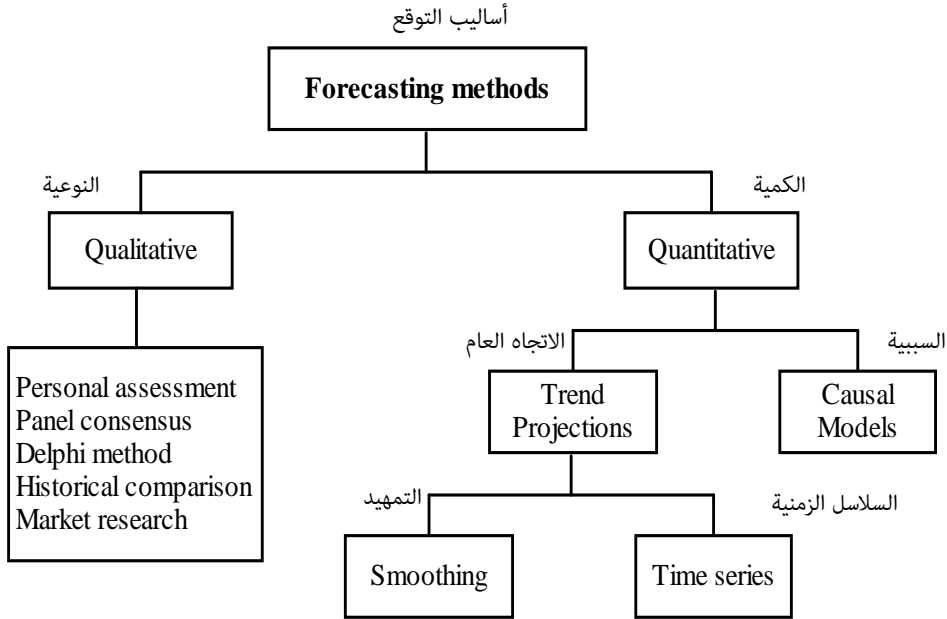 أساليب التوقع
Forecasting methods
النوعية
الكمية
Qualitative
Quantitative
الاتجاه العام
السببية
Personal assessment
Panel consensus
Delphi method
Historical comparison
Market research
Trend
Projections
Causal
Models
التمهيد
السلاسل الزمنية
Smoothing
Time series